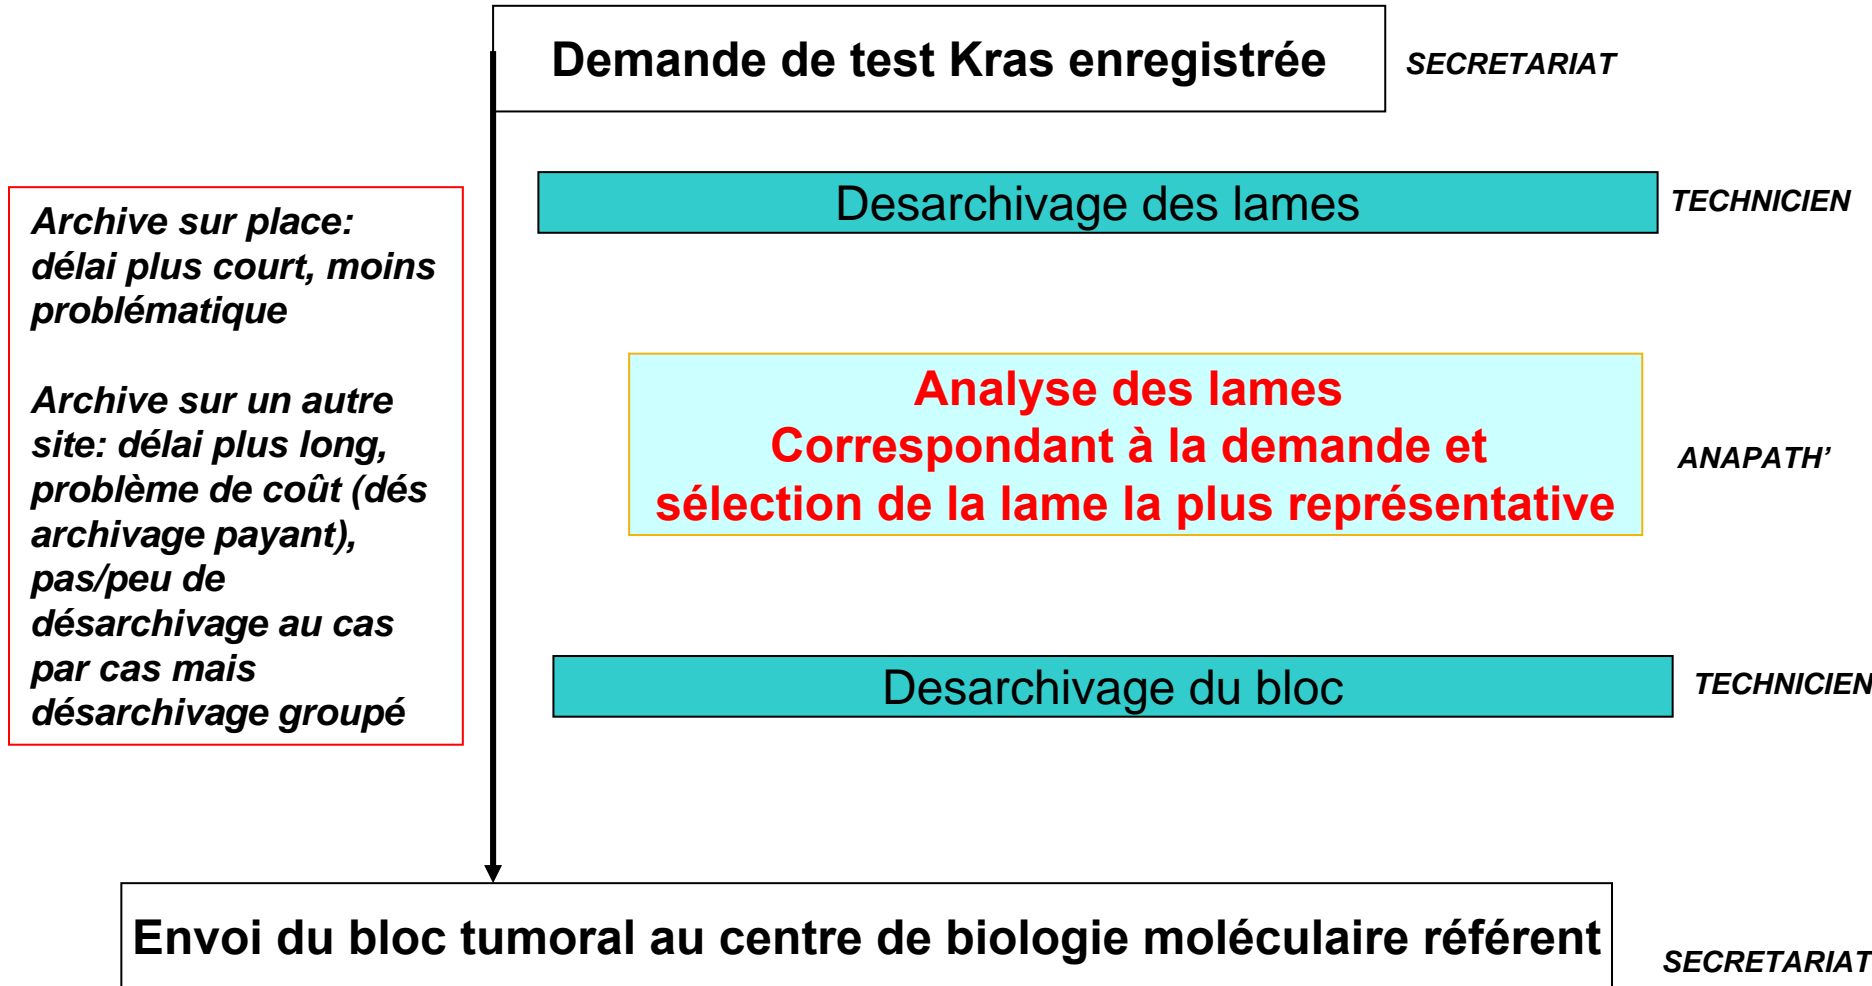 Demande de test Kras enregistrée
SECRETARIAT
Desarchivage des lames
TECHNICIEN
Archive sur place:
délai plus court, moins
problématique
Archive sur un autre
site: délai plus long,
problème de coût (dés
archivage payant),
pas/peu de
désarchivage au cas
par cas mais
désarchivage groupé
Analyse des lames
Correspondant à la demande et
sélection de la lame la plus représentative
ANAPATH’
Desarchivage du bloc
TECHNICIEN
Envoi du bloc tumoral au centre de biologie moléculaire référent
SECRETARIAT